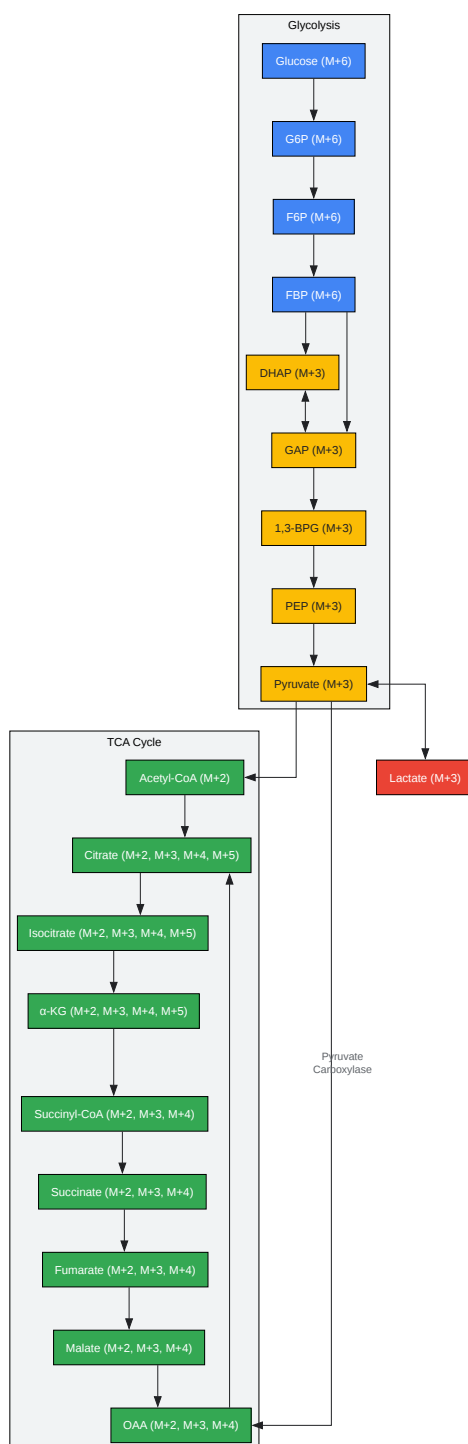 Glycolysis
Glucose (M+6)
G6P (M+6)
F6P (M+6)
FBP (M+6)
DHAP (M+3)
GAP (M+3)
1,3-BPG (M+3)
PEP (M+3)
Pyruvate (M+3)
TCA Cycle
Acetyl-CoA (M+2)
Lactate (M+3)
Citrate (M+2, M+3, M+4, M+5)
Isocitrate (M+2, M+3, M+4, M+5)
α-KG (M+2, M+3, M+4, M+5)
Pyruvate
Carboxylase
Succinyl-CoA (M+2, M+3, M+4)
Succinate (M+2, M+3, M+4)
Fumarate (M+2, M+3, M+4)
Malate (M+2, M+3, M+4)
OAA (M+2, M+3, M+4)